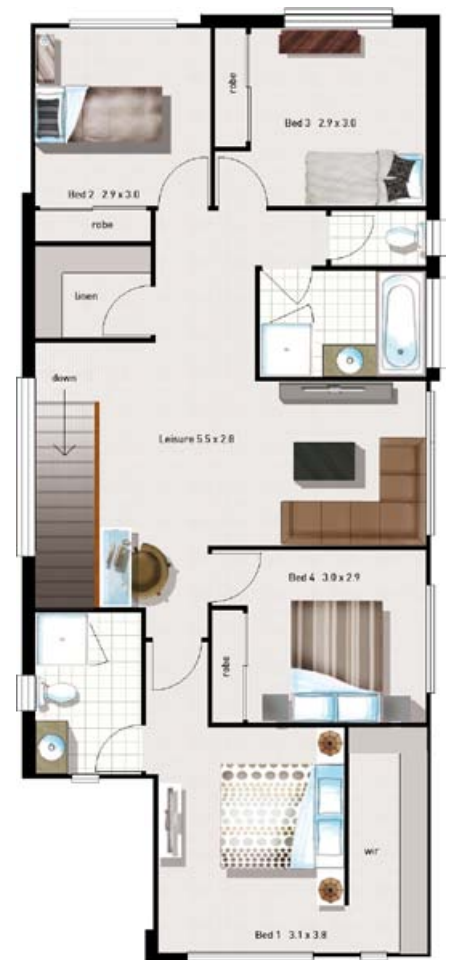 robe
Bed 3 2.9 x 3.0
Bed 2 2.9 x 3.0
robe
linen
down
Leisure 5.5 x 2.8
Bed 4 3.0 x 2.9
robe
wir
Bed 1 3.1 x 3.8